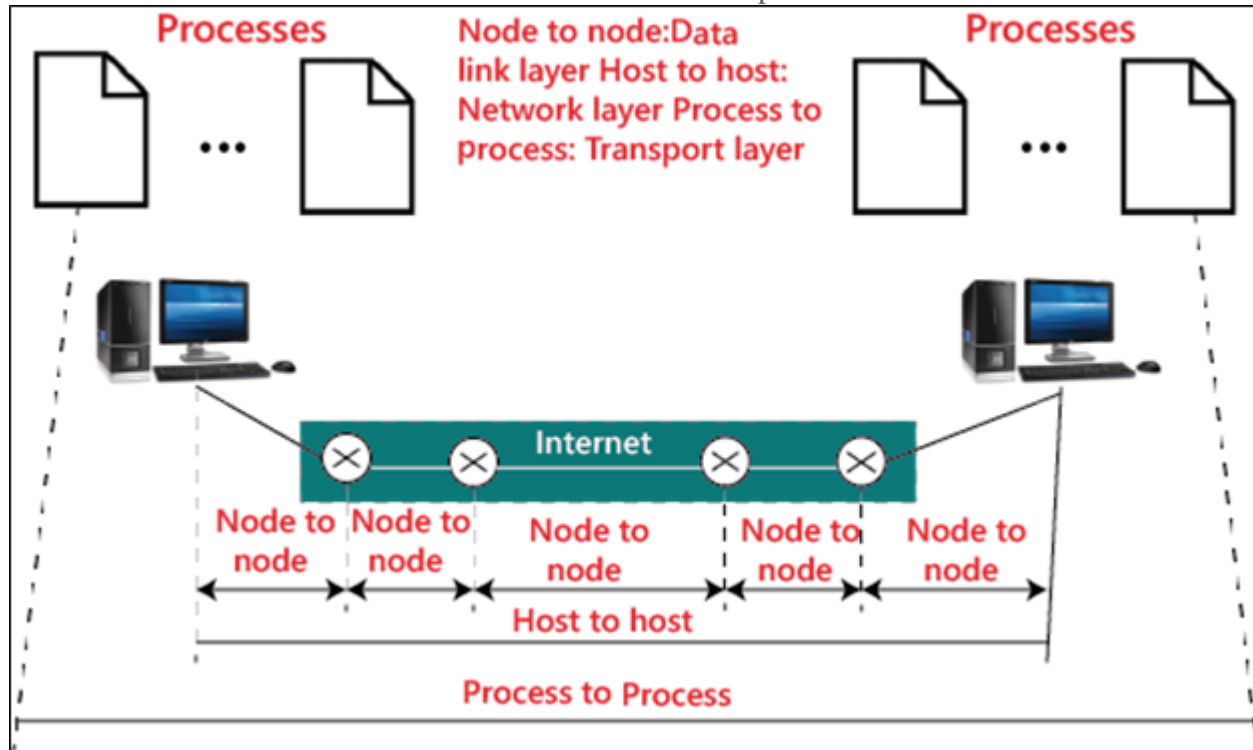 Processes
Node to node:Data
link layer Host to host:
Network layer Process to
process: Transport layer
Processes
Internet
Node to
node
Node to
node
Node to
node
Node to
node
Node to
node
Host to host
Process to Process